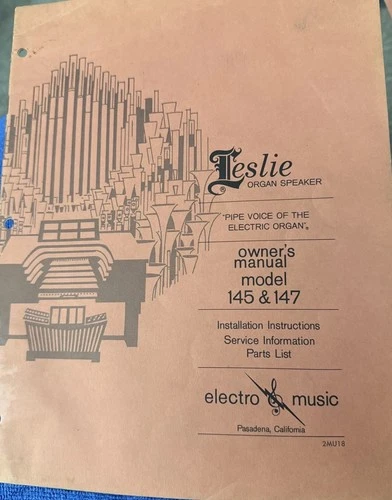 Leslie
ORGAN SPEAKER
"PIPE VOICE OF THE
ELECTRIC ORGAN"®
owner's
manual
model
145 & 147
Installation Instructions
Service Information
Parts List
electro music
Pasadena, California
2MU18